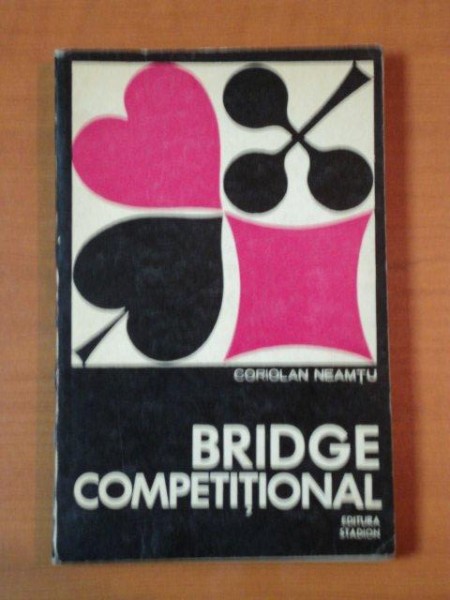 CORIOLAN NEAMȚU
BRIDGE
COMPETIȚIONAL
EDITURA
STADION